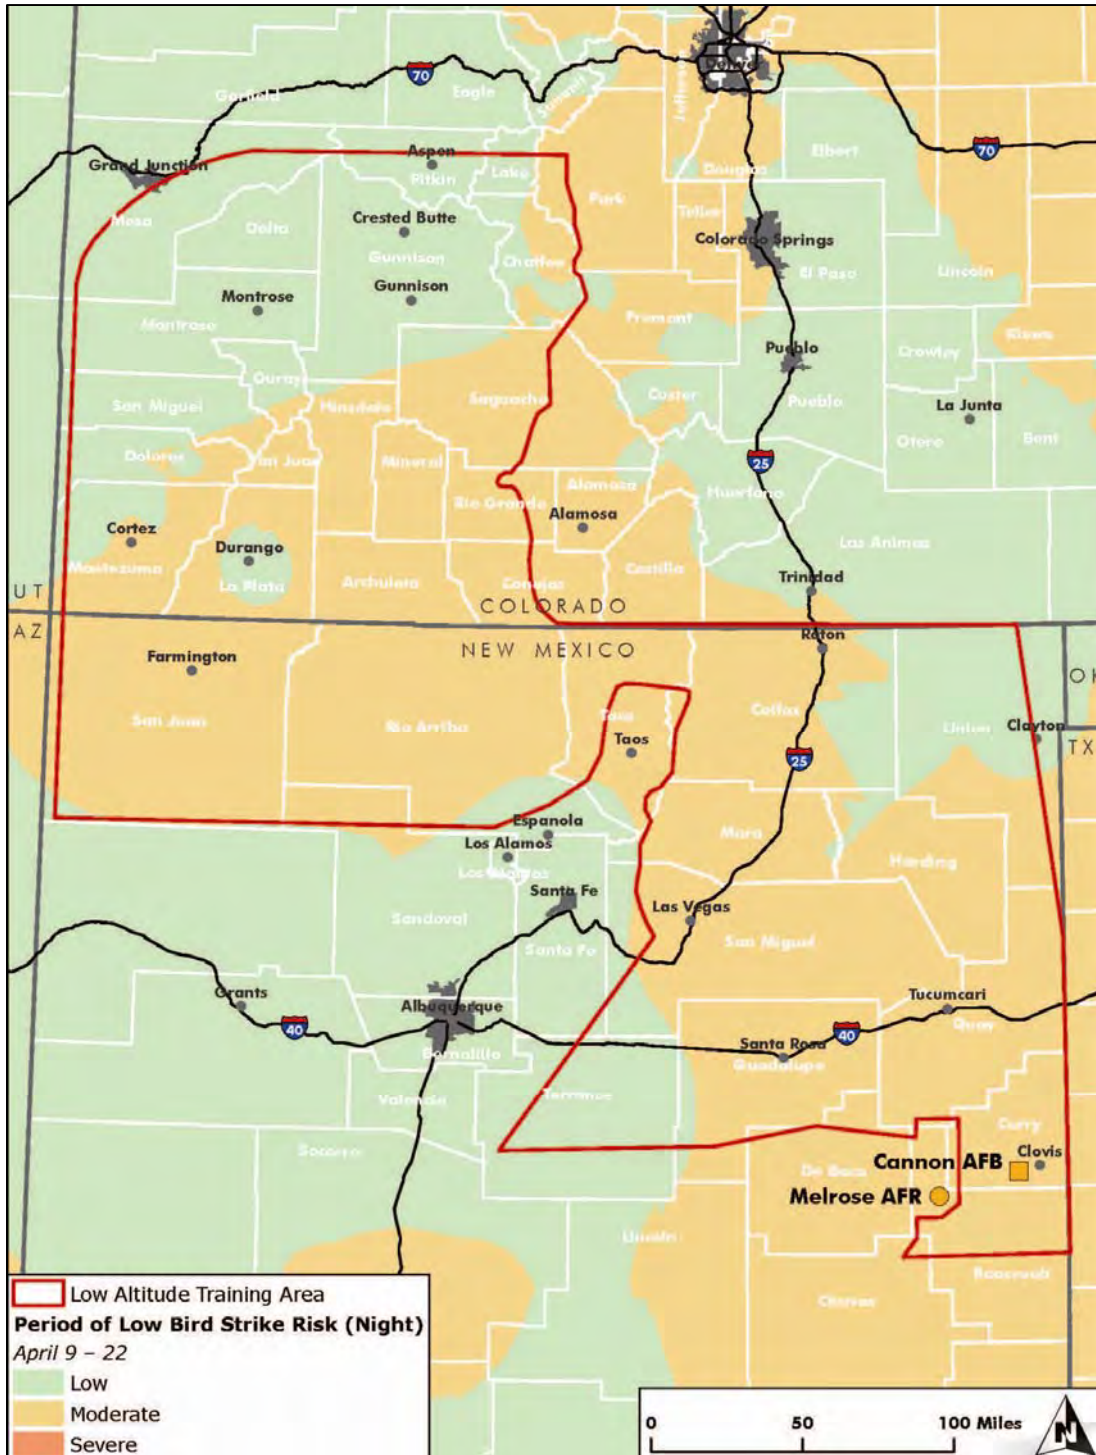 70
Garfield
Eagle
Summit
Denver
Jefferson
70
Elbert
Douglas
Grand Junction
Aspen
Pitkin
Lake
Park
Teller
Mesa
Delta
Crested Butte
Gunnison
Chaffee
Colorado Springs
El Paso
Lincoln
Montrose
Gunnison
Montrose
Fremont
Kiowa
Pueblo
Crowley
Ouray
San Miguel
Hinsdale
Saguache
Custer
Pueblo
La Junta
Otero
Bent
Dolores
San Juan
Mineral
25
Rio Grande
Alamosa
Huerfano
Alamosa
Cortez
Durango
Las Animas
Montezuma
La Plata
Archuleta
Conejos
Costilla
Trinidad
UT
COLORADO
AZ
NEW MEXICO
Raton
Farmington
OK
San Juan
Rio Arriba
Taos
Colfax
Union
Clayton
Taos
25
TX
Espanola
Mora
Harding
Los Alamos
Los Alamos
Santa Fe
Las Vegas
Sandoval
Santa Fe
San Miguel
Grants
Albuquerque
Tucumcari
40
40
Quay
Bernalillo
Santa Rosa
Guadalupe
Valencia
Torrance
Socorro
Curry
De Baca
Cannon AFB
Clovis
Melrose AFR
Lincoln
Roosevelt
Chaves
Low Altitude Training Area
Period of Low Bird Strike Risk (Night)
April 9 – 22
Low
Moderate
Severe
0 50 100 Miles
N